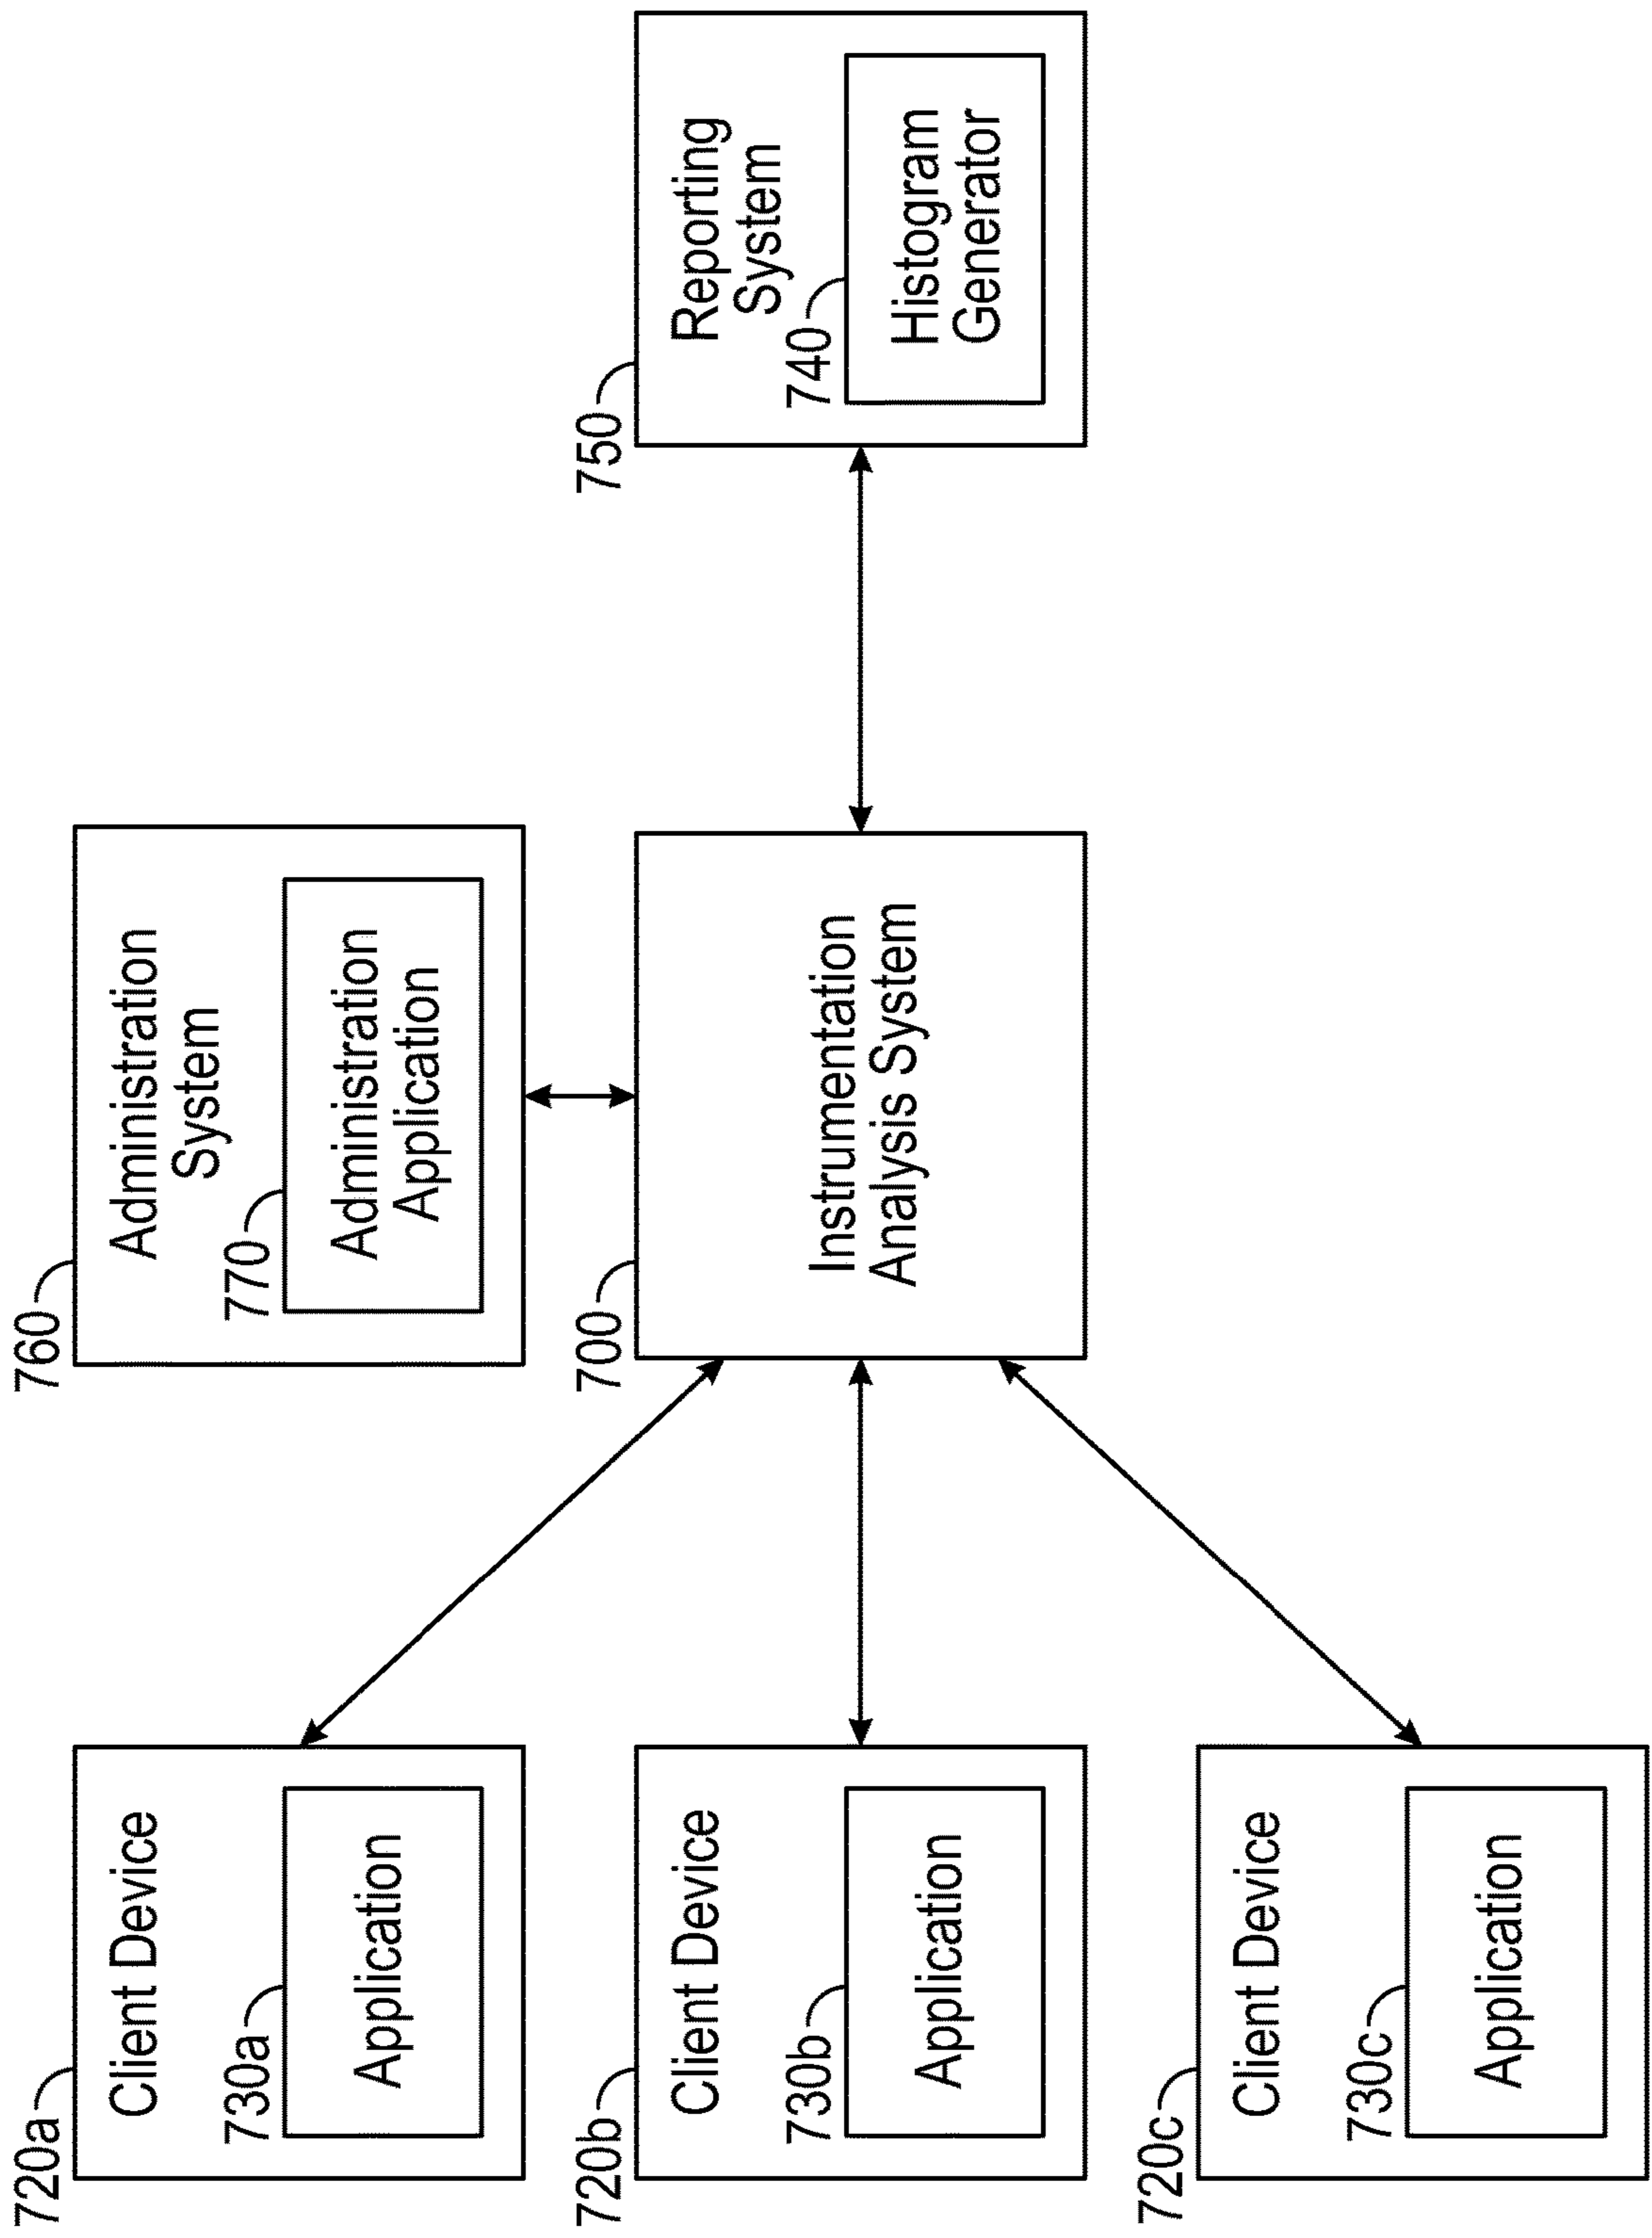 720a
Client Device
730a
Application
720b
Client Device
730b
Application
720c
Client Device
730c
Application
760
Administration
System
770
Administration
Application
700
Instrumentation
Analysis System
750
Reporting
System
740
Histogram
Generator